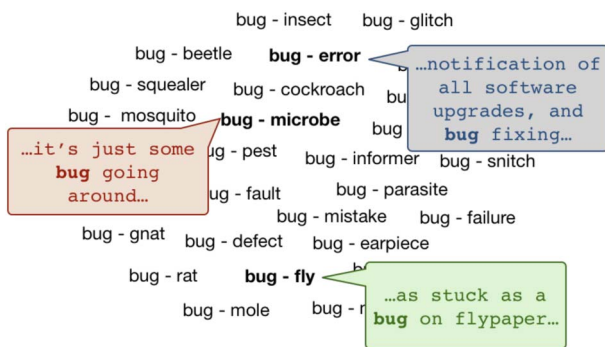 bug - insect bug - glitch
bug - beetle bug - error
bug - squealer bug - cockroach
bug - mosquito bug - microbe bug
bug - pest bug - informer bug - snitch
bug - fault bug - parasite
bug - mistake bug - failure
bug - gnat bug - defect bug - earpiece
bug - rat bug - fly
bug - mole bug -
…notification of
all software
upgrades, and
bug fixing…
…it's just some
bug going
around…
…as stuck as a
bug on flypaper…